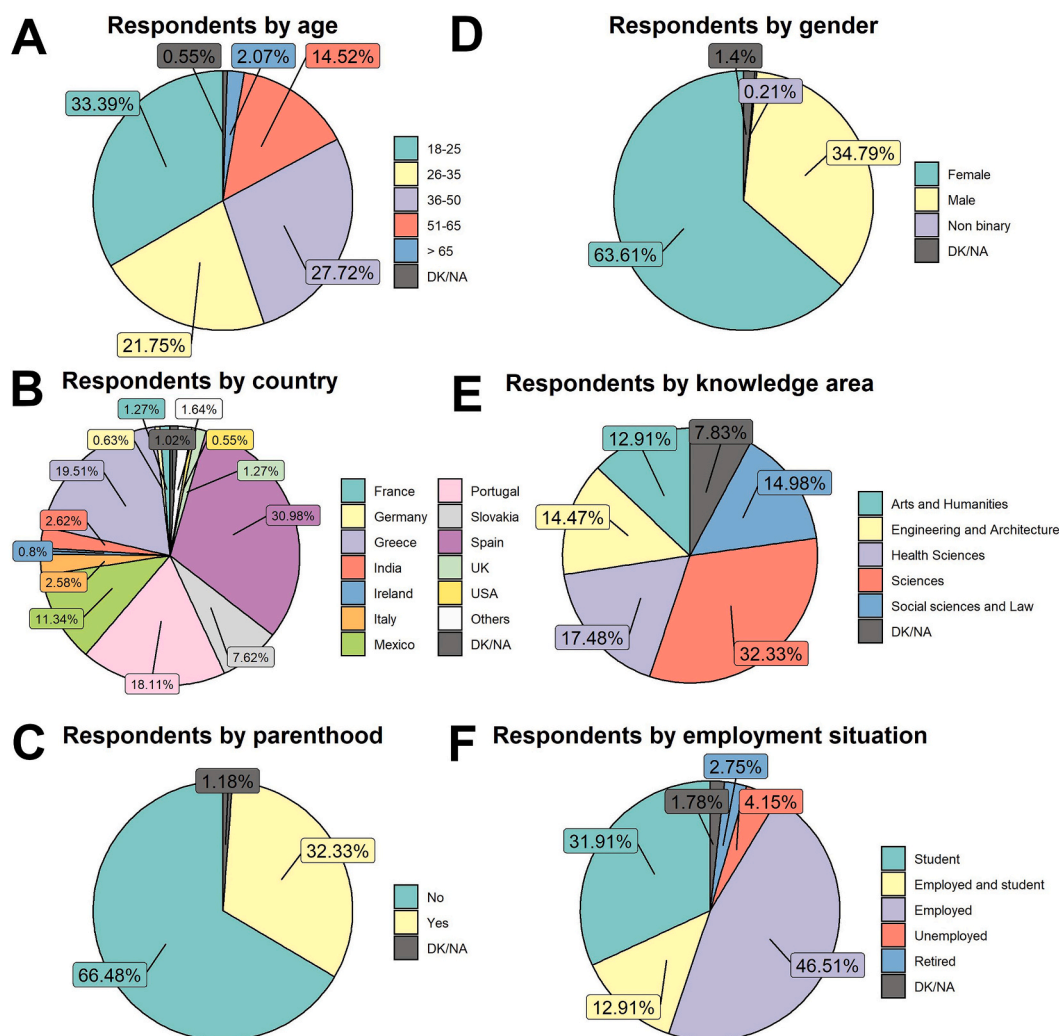 A
Respondents by age
0.55%
2.07%
14.52%
33.39%
27.72%
21.75%
18-25
26-35
36-50
51-65
> 65
DK/NA
D
Respondents by gender
1.4%
0.21%
34.79%
63.61%
Female
Male
Non binary
DK/NA
B
Respondents by country
1.27%
1.64%
0.63%
1.02%
0.55%
19.51%
1.27%
30.98%
2.62%
0.8%
2.58%
11.34%
7.62%
18.11%
France
Germany
Greece
India
Ireland
Italy
Mexico
Portugal
Slovakia
Spain
UK
USA
Others
DK/NA
E
Respondents by knowledge area
12.91%
7.83%
14.98%
14.47%
17.48%
32.33%
Arts and Humanities
Engineering and Architecture
Health Sciences
Sciences
Social sciences and Law
DK/NA
C
Respondents by parenthood
1.18%
32.33%
66.48%
No
Yes
DK/NA
F
Respondents by employment situation
2.75%
1.78%
4.15%
31.91%
46.51%
12.91%
Student
Employed and student
Employed
Unemployed
Retired
DK/NA